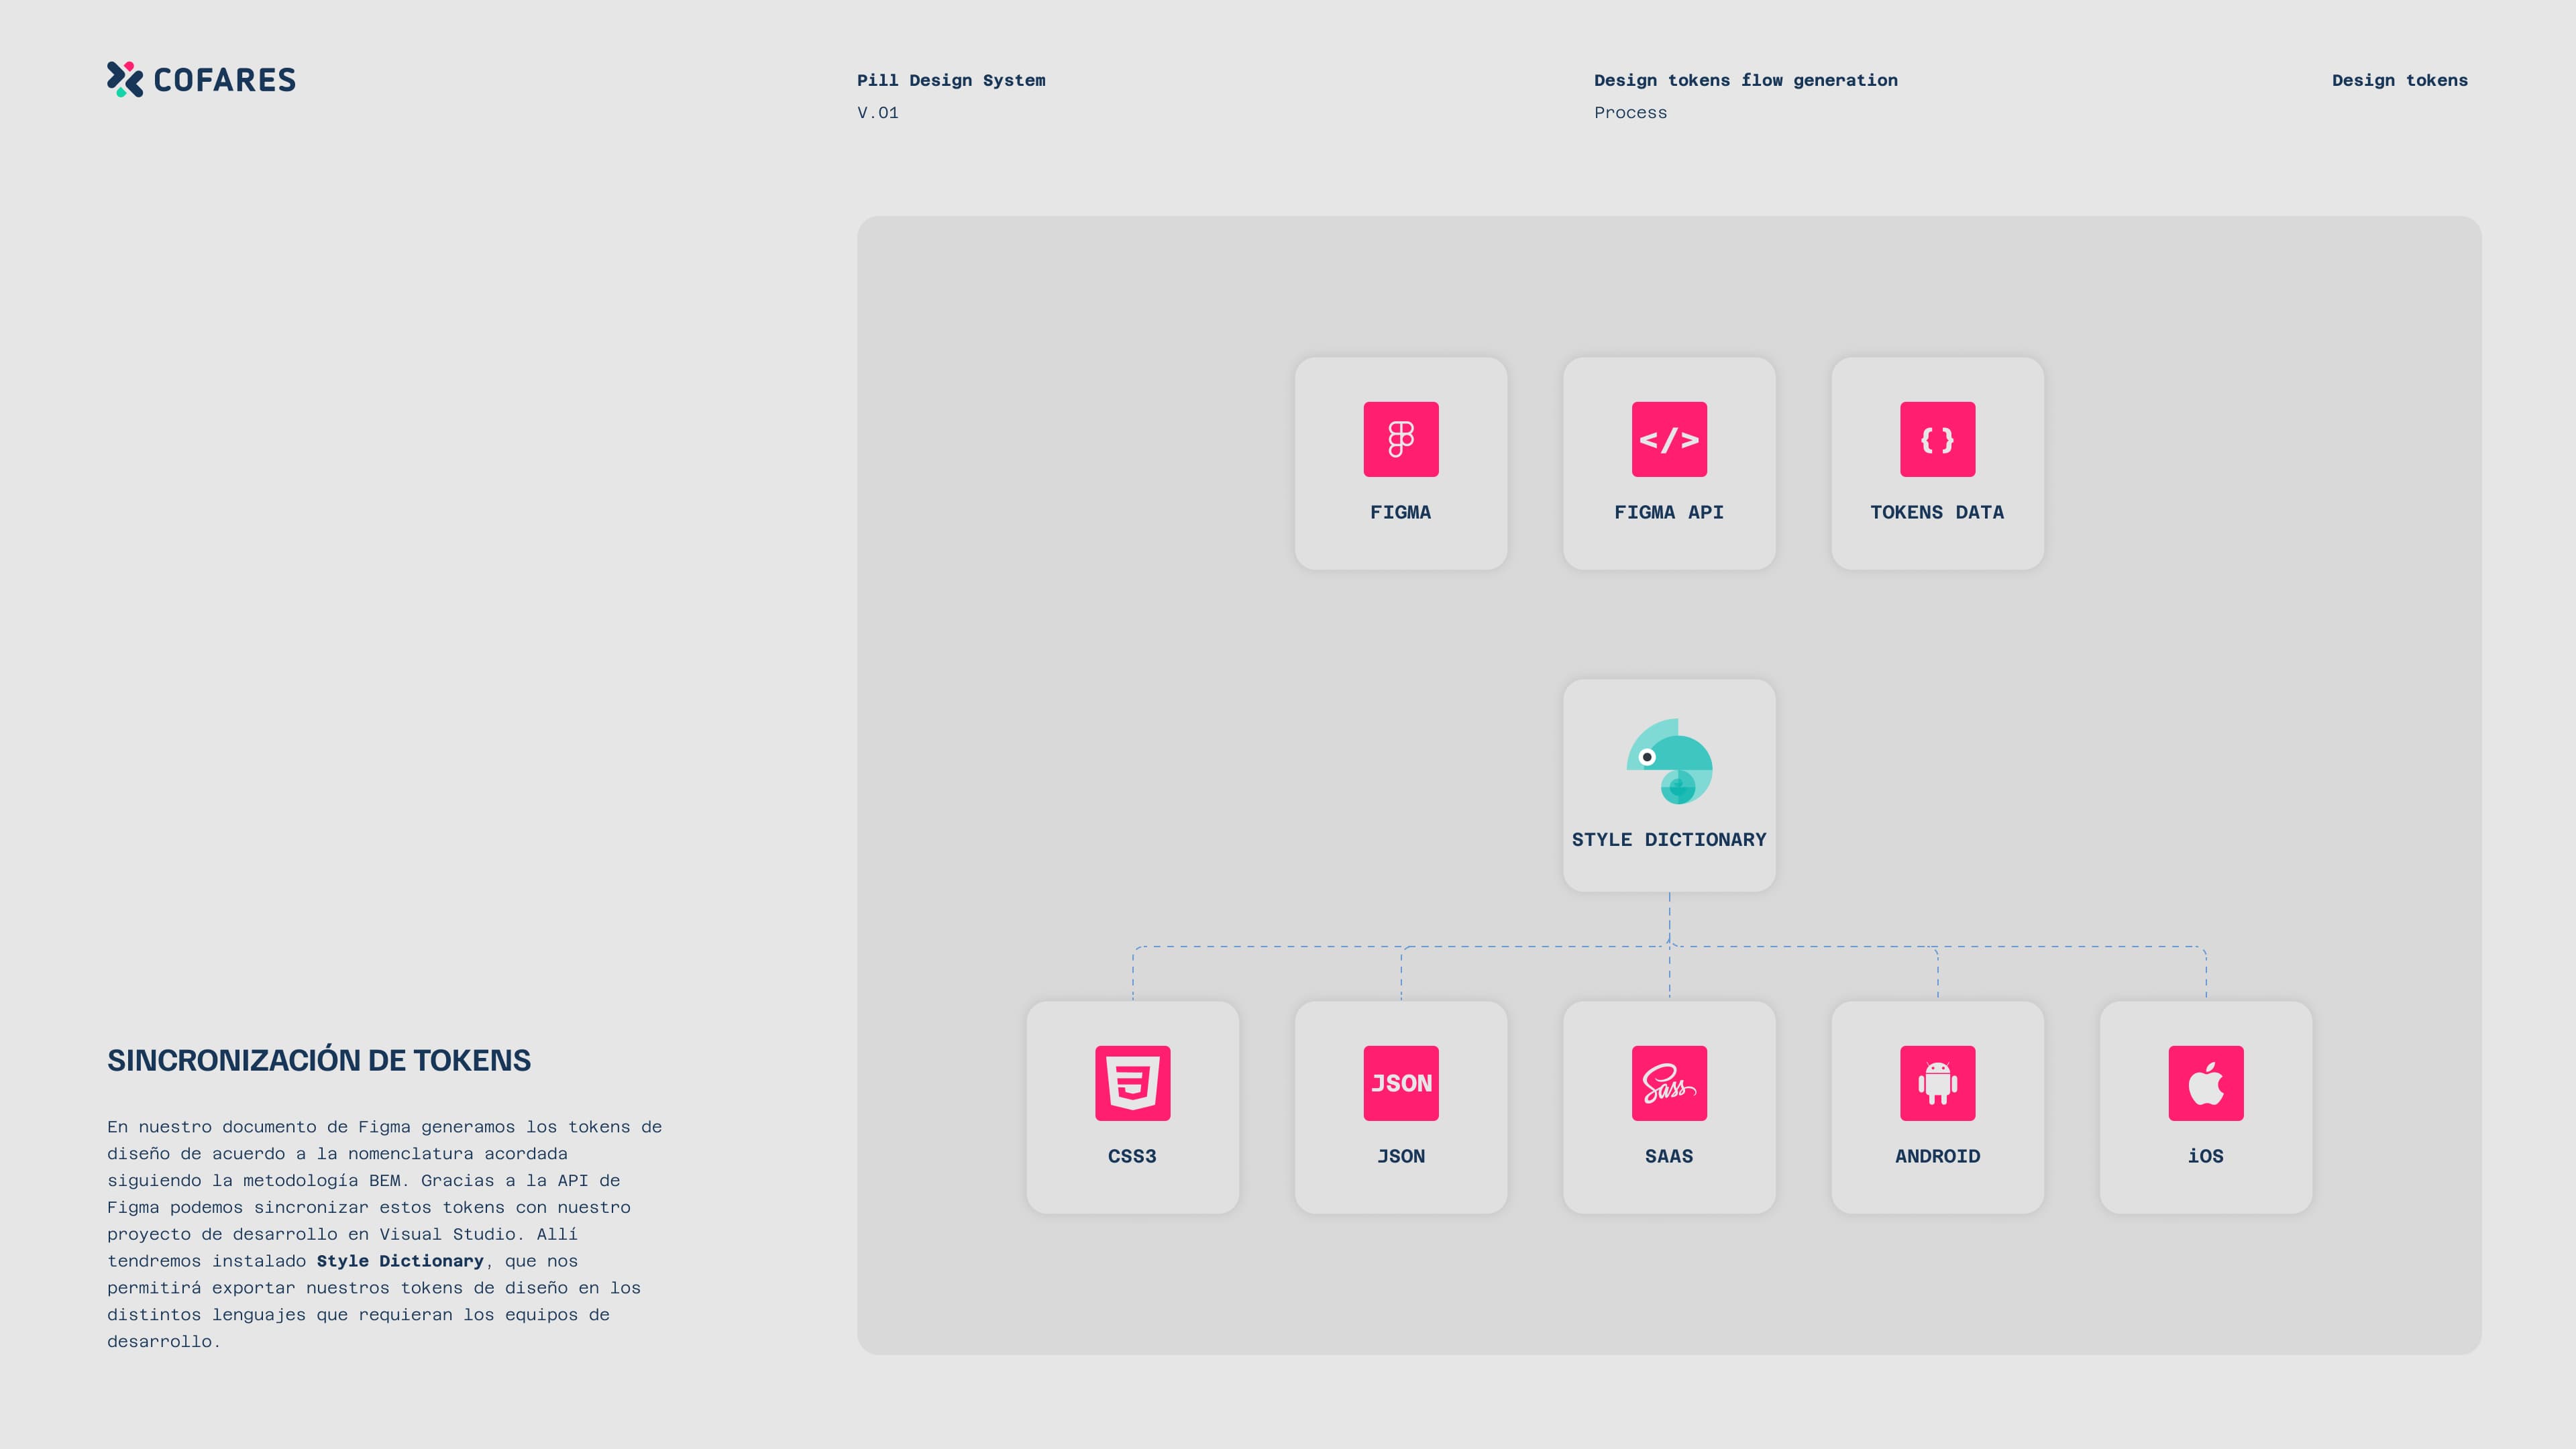 COFARES
Pill Design System
V.01
Design tokens flow generation
Process
Design tokens
FIGMA
</>
FIGMA API
{ }
TOKENS DATA
STYLE DICTIONARY
CSS3
JSON
JSON
Sass
SAAS
ANDROID
iOS
SINCRONIZACIÓN DE TOKENS
En nuestro documento de Figma generamos los tokens de
diseño de acuerdo a la nomenclatura acordada
siguiendo la metodología BEM. Gracias a la API de
Figma podemos sincronizar estos tokens con nuestro
proyecto de desarrollo en Visual Studio. Allí
tendremos instalado Style Dictionary, que nos
permitirá exportar nuestros tokens de diseño en los
distintos lenguajes que requieran los equipos de
desarrollo.